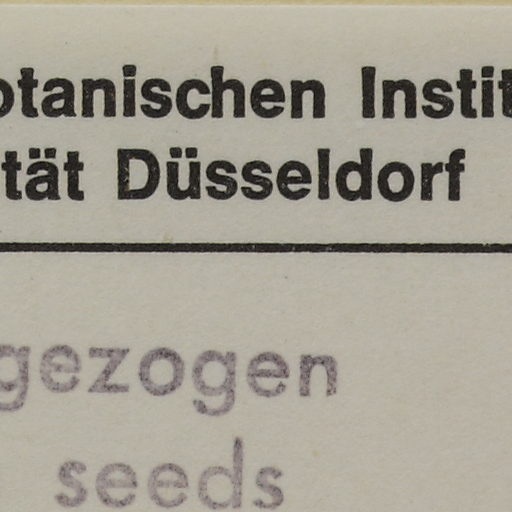 otanischen Instit
tät Düsseldorf
gezogen
seeds